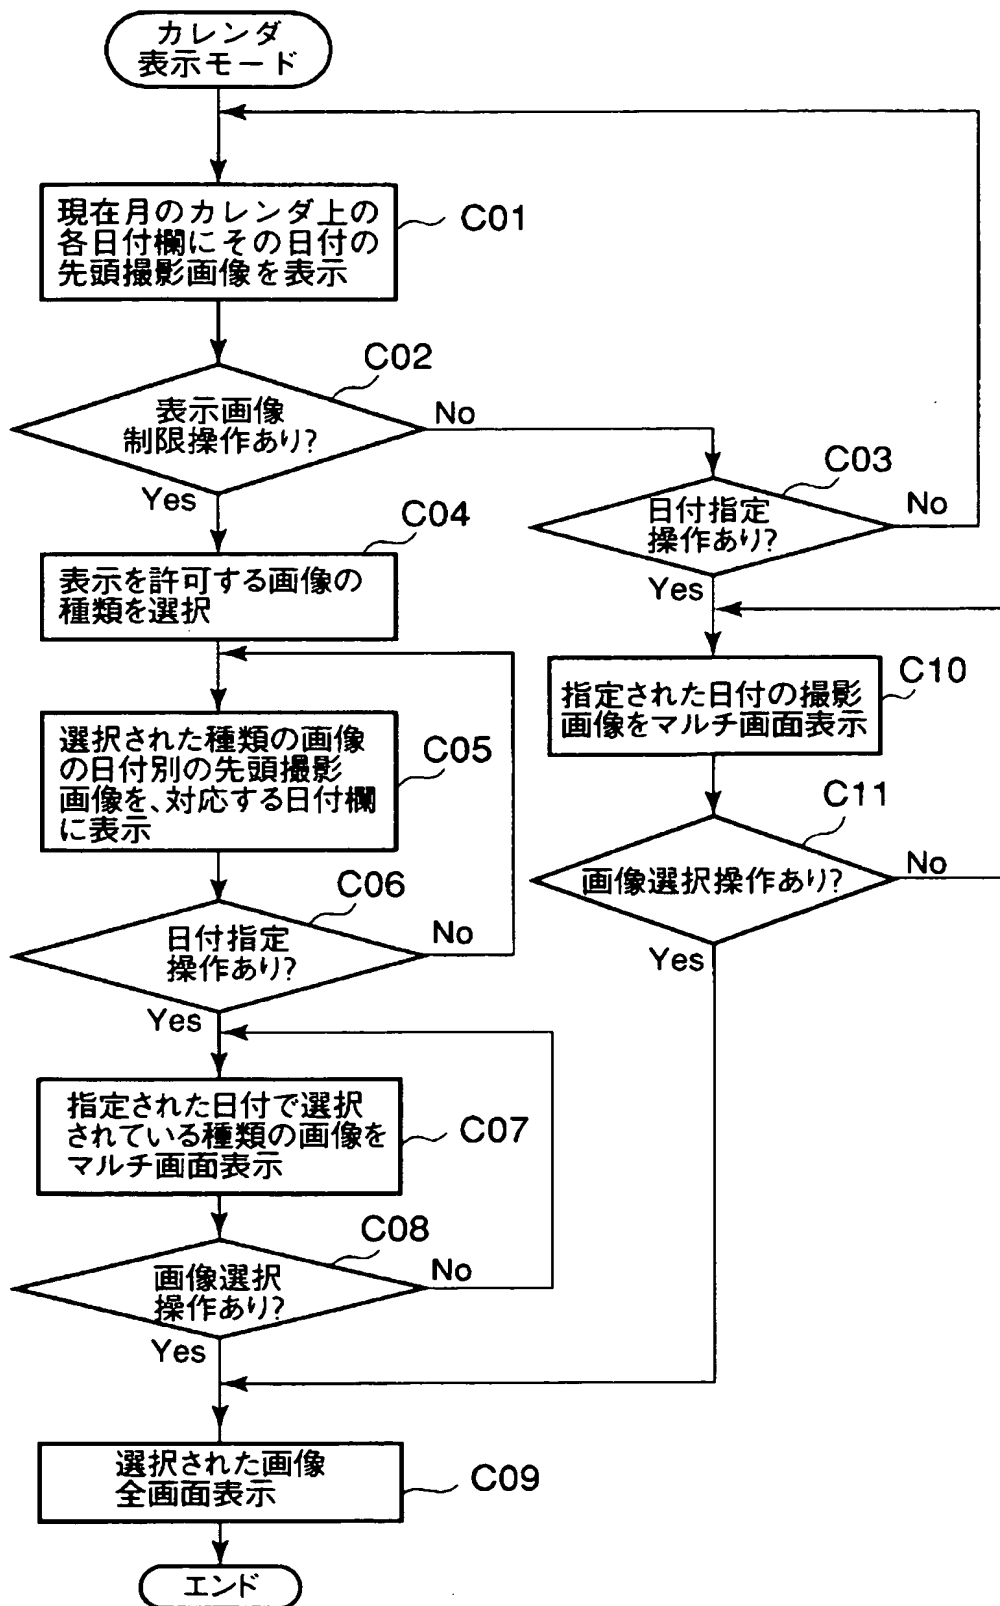 カレンダ
表示モード
現在月のカレンダ上の
各日付欄にその日付の
先頭撮影画像を表示
C01
C02
表示画像
制限操作あり?
No
Yes
C03
日付指定
操作あり?
No
Yes
C04
表示を許可する画像の
種類を選択
C10
指定された日付の撮影
画像をマルチ画面表示
選択された種類の画像
の日付別の先頭撮影
画像を、対応する日付欄
に表示
C05
C11
画像選択操作あり?
No
Yes
C06
日付指定
操作あり?
No
Yes
指定された日付で選択
されている種類の画像を
マルチ画面表示
C07
C08
画像選択
操作あり?
No
Yes
選択された画像
全画面表示
C09
エンド